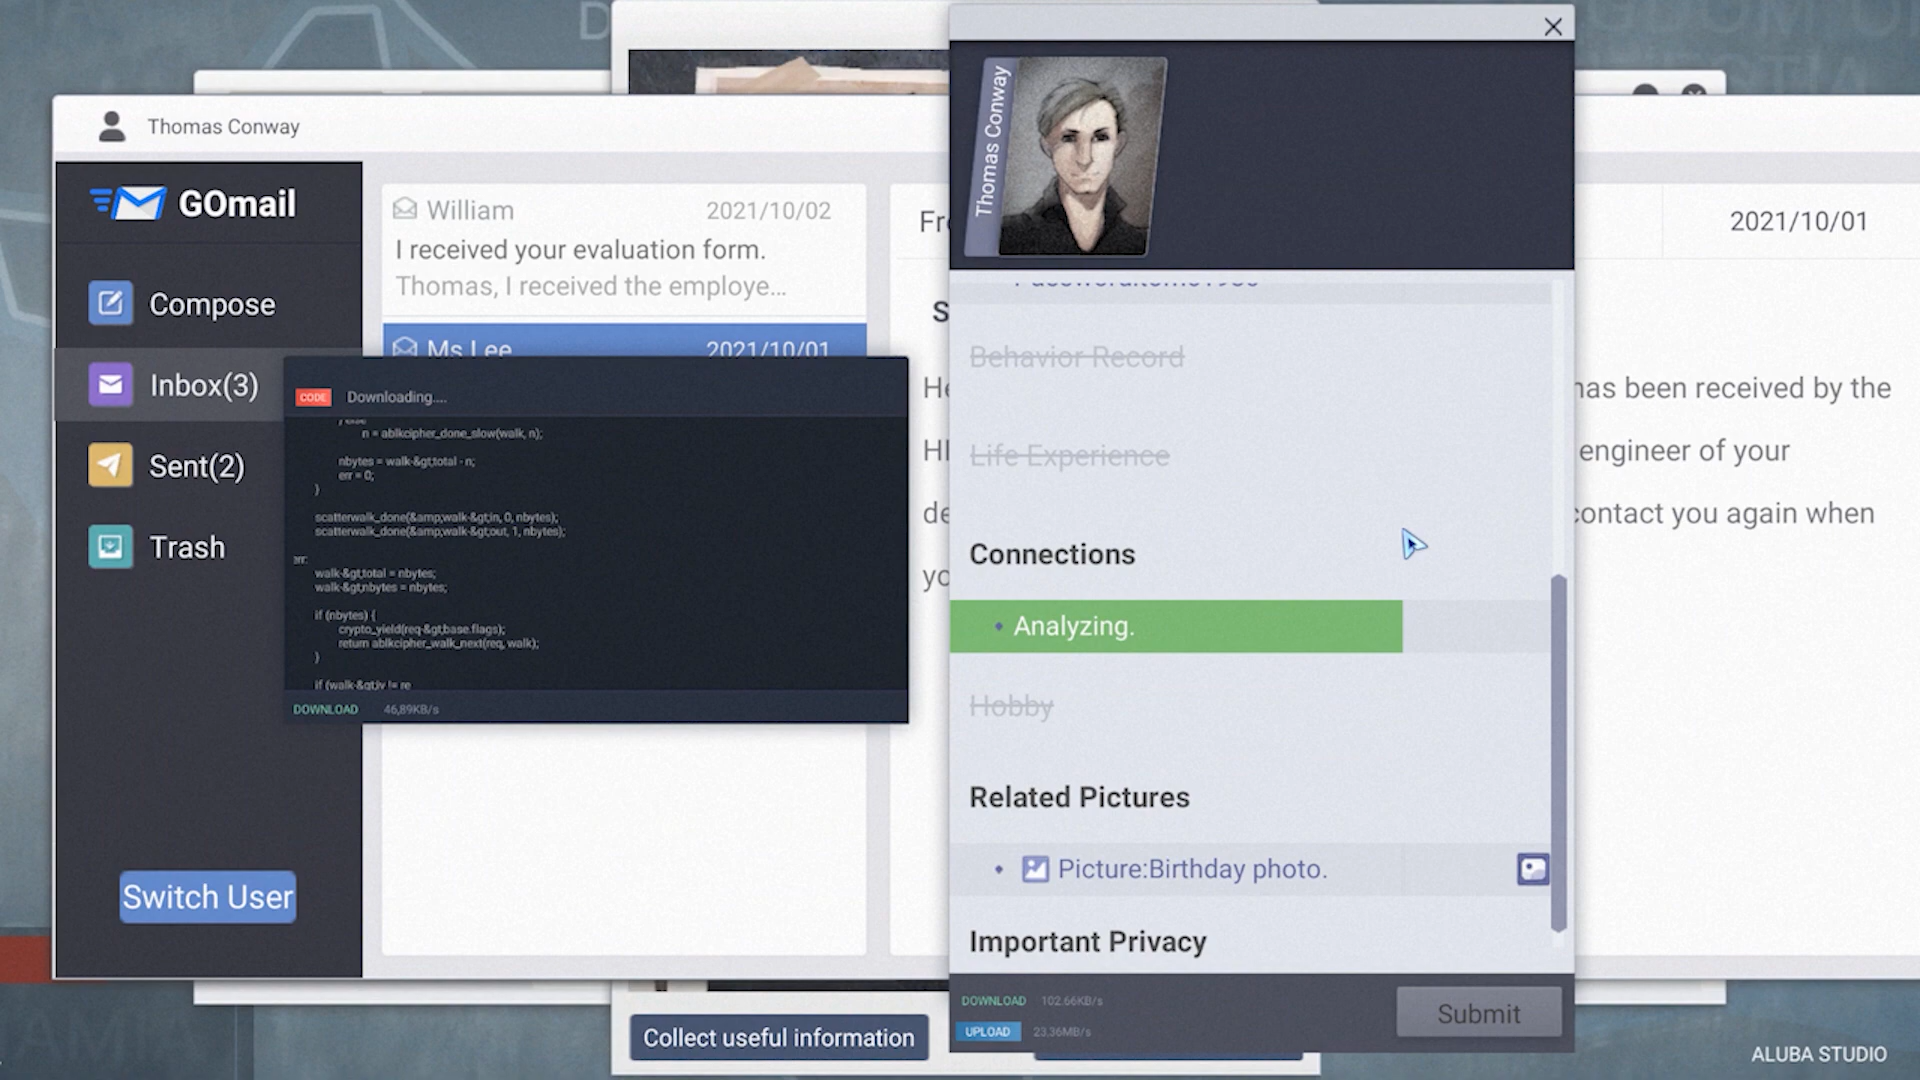 Thomas Conway
GOmail
Compose
Inbox(3)
Sent(2)
Trash
Switch User
William 2021/10/02
I received your evaluation form.
Thomas, I received the employe...
Ms Lee 2021/10/01
CODE Downloading....
n = ablkcipher_done_slow(walk, n);
nbytes = walk-&gt;total - n;
err = 0;
}
scatterwalk_done(&amp;walk-&gt;in, 0, nbytes);
scatterwalk_done(&amp;walk-&gt;out, 1, nbytes);
err:
walk-&gt;total = nbytes;
walk-&gt;nbytes = nbytes;
if (nbytes) {
crypto_yield(req-&gt;base.flags);
return ablkcipher_walk_next(req, walk);
}
if (walk-&gt;iv != re
DOWNLOAD 46,89KB/s
2021/10/01
has been received by the
engineer of your
contact you again when
Thomas Conway
Behavior Record
Life Experience
Connections
• Analyzing.
Hobby
Related Pictures
• Picture:Birthday photo.
Important Privacy
DOWNLOAD 102.66KB/s
UPLOAD 23.36MB/s
Submit
Collect useful information
ALUBA STUDIO